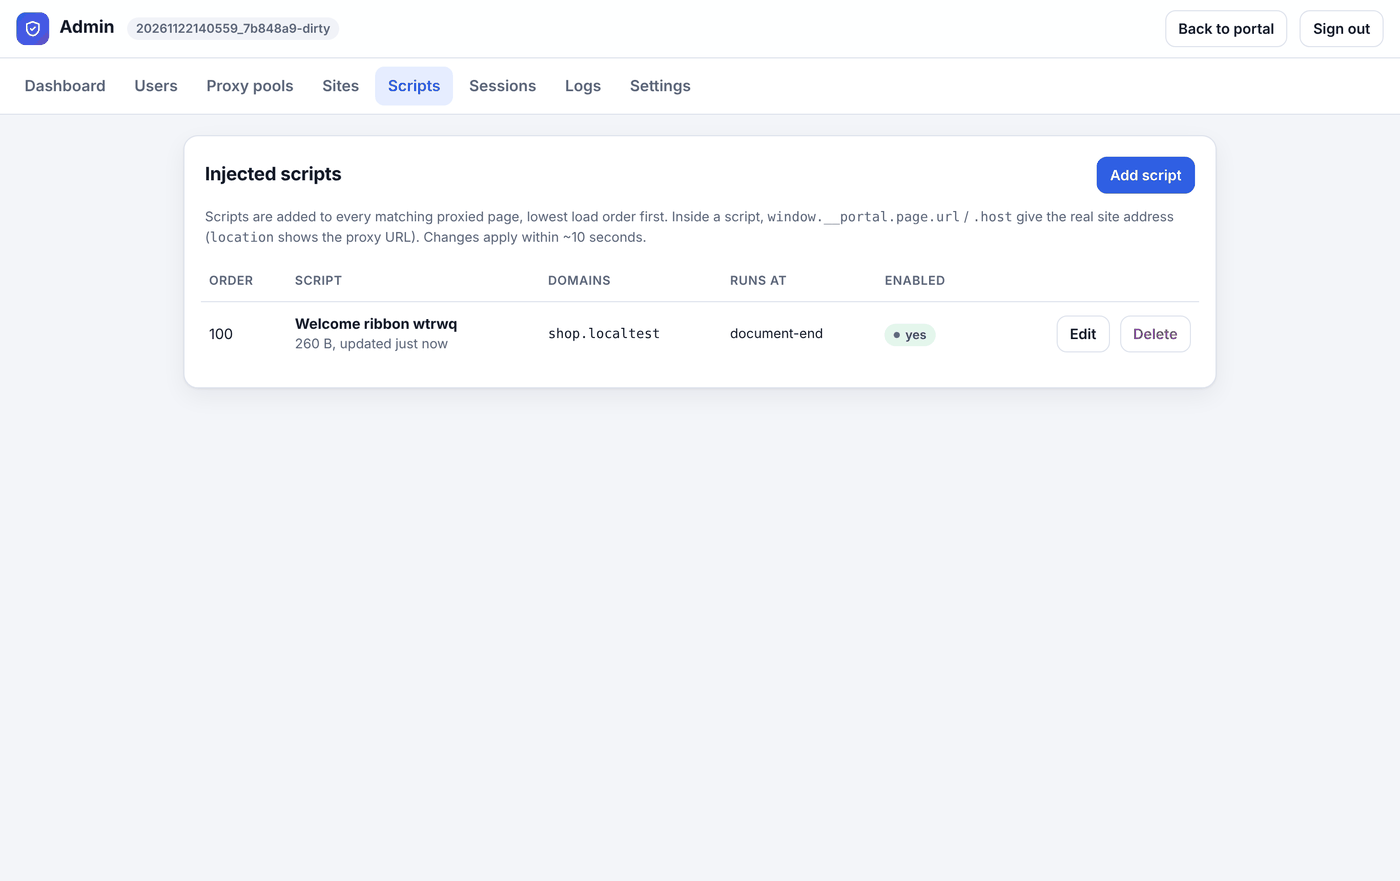 Admin 20261122140559_7b848a9-dirty Back to portal Sign out
Dashboard Users Proxy pools Sites Scripts Sessions Logs Settings
Injected scripts Add script
Scripts are added to every matching proxied page, lowest load order first. Inside a script, window.__portal.page.url / .host give the real site address
(location shows the proxy URL). Changes apply within ~10 seconds.
ORDER SCRIPT DOMAINS RUNS AT ENABLED
100 Welcome ribbon wtrwq shop.localtest document-end yes Edit Delete
260 B, updated just now